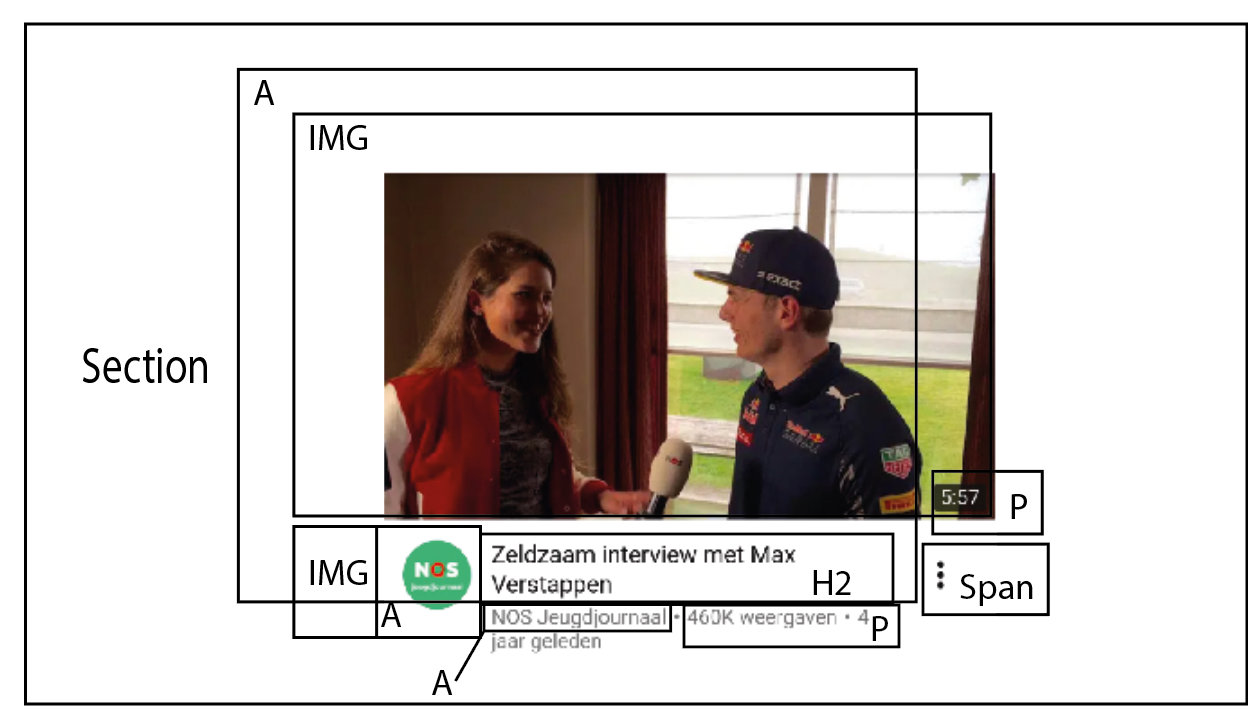 A
IMG
Section
5:57
P
IMG
A
NOS
Zeldzaam interview met Max
Verstappen
H2
Span
NOS Jeugdjournaal • 460K weergaven • 4
jaar geleden
P
A